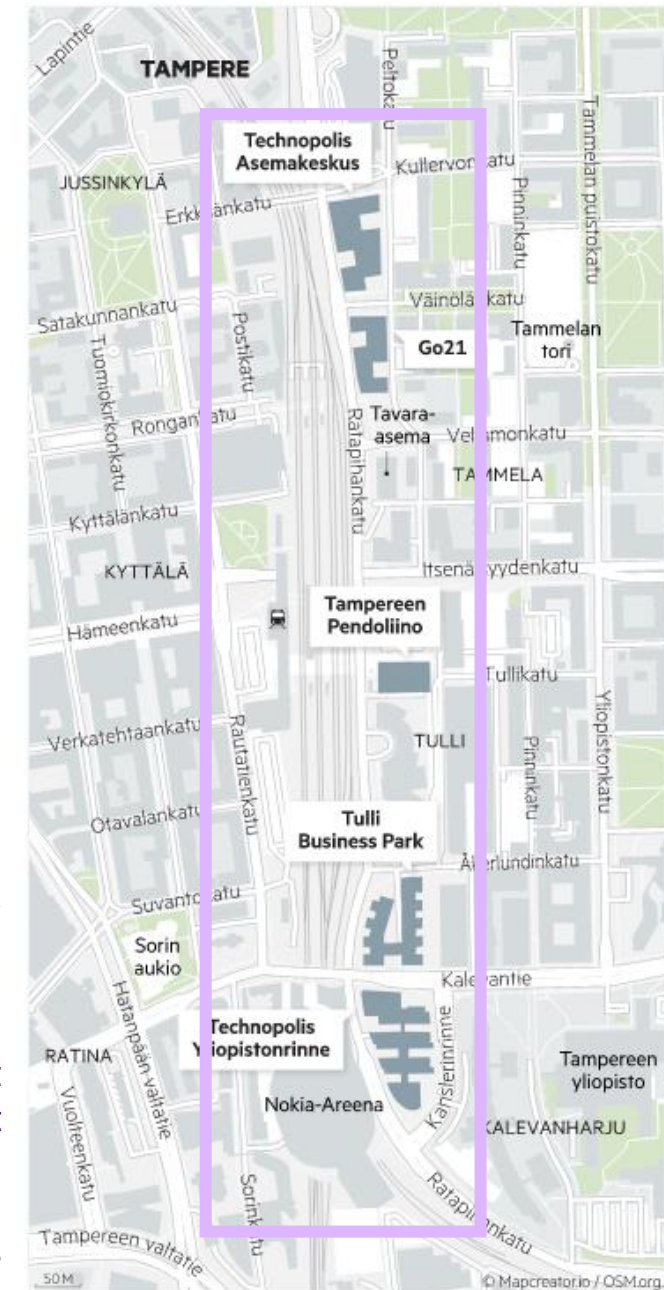 Lapintie
TAMPERE
Peltokatu
Technopolis
Asemakeskus
Kullervonkatu
Tammelan puistokatu
JUSSINKYLÄ
Erkkilänkatu
Pinninkatu
Satakunnankatu
Väinölänkatu
Postikatu
Go21
Tammelan
tori
Tuomiokirkonkatu
Rongankatu
Ratapihankatu
Tavara-
asema
Vellamonkatu
TAMMELA
Kyttälänkatu
KYTTÄLÄ
Itsenäisyydenkatu
Tampereen
Pendoliino
Hämeenkatu
Tullikatu
Verkatehtaankatu
Rautatienkatu
TULLI
Pinninkatu
Yliopistonkatu
Otavalankatu
Tulli
Business Park
Åkerlundinkatu
Suvantokatu
Sorin
aukio
Kalevantie
Hatanpään valtatie
Technopolis
Yliopistonrinne
RATINA
Kanslerinrinne
Tampereen
yliopisto
Vuolteenkatu
Nokia-Areena
KALEVANHARJU
Sorinkatu
Ratapihankatu
Tampereen valtatie
50 M
© Mapcreator.io / OSM.org